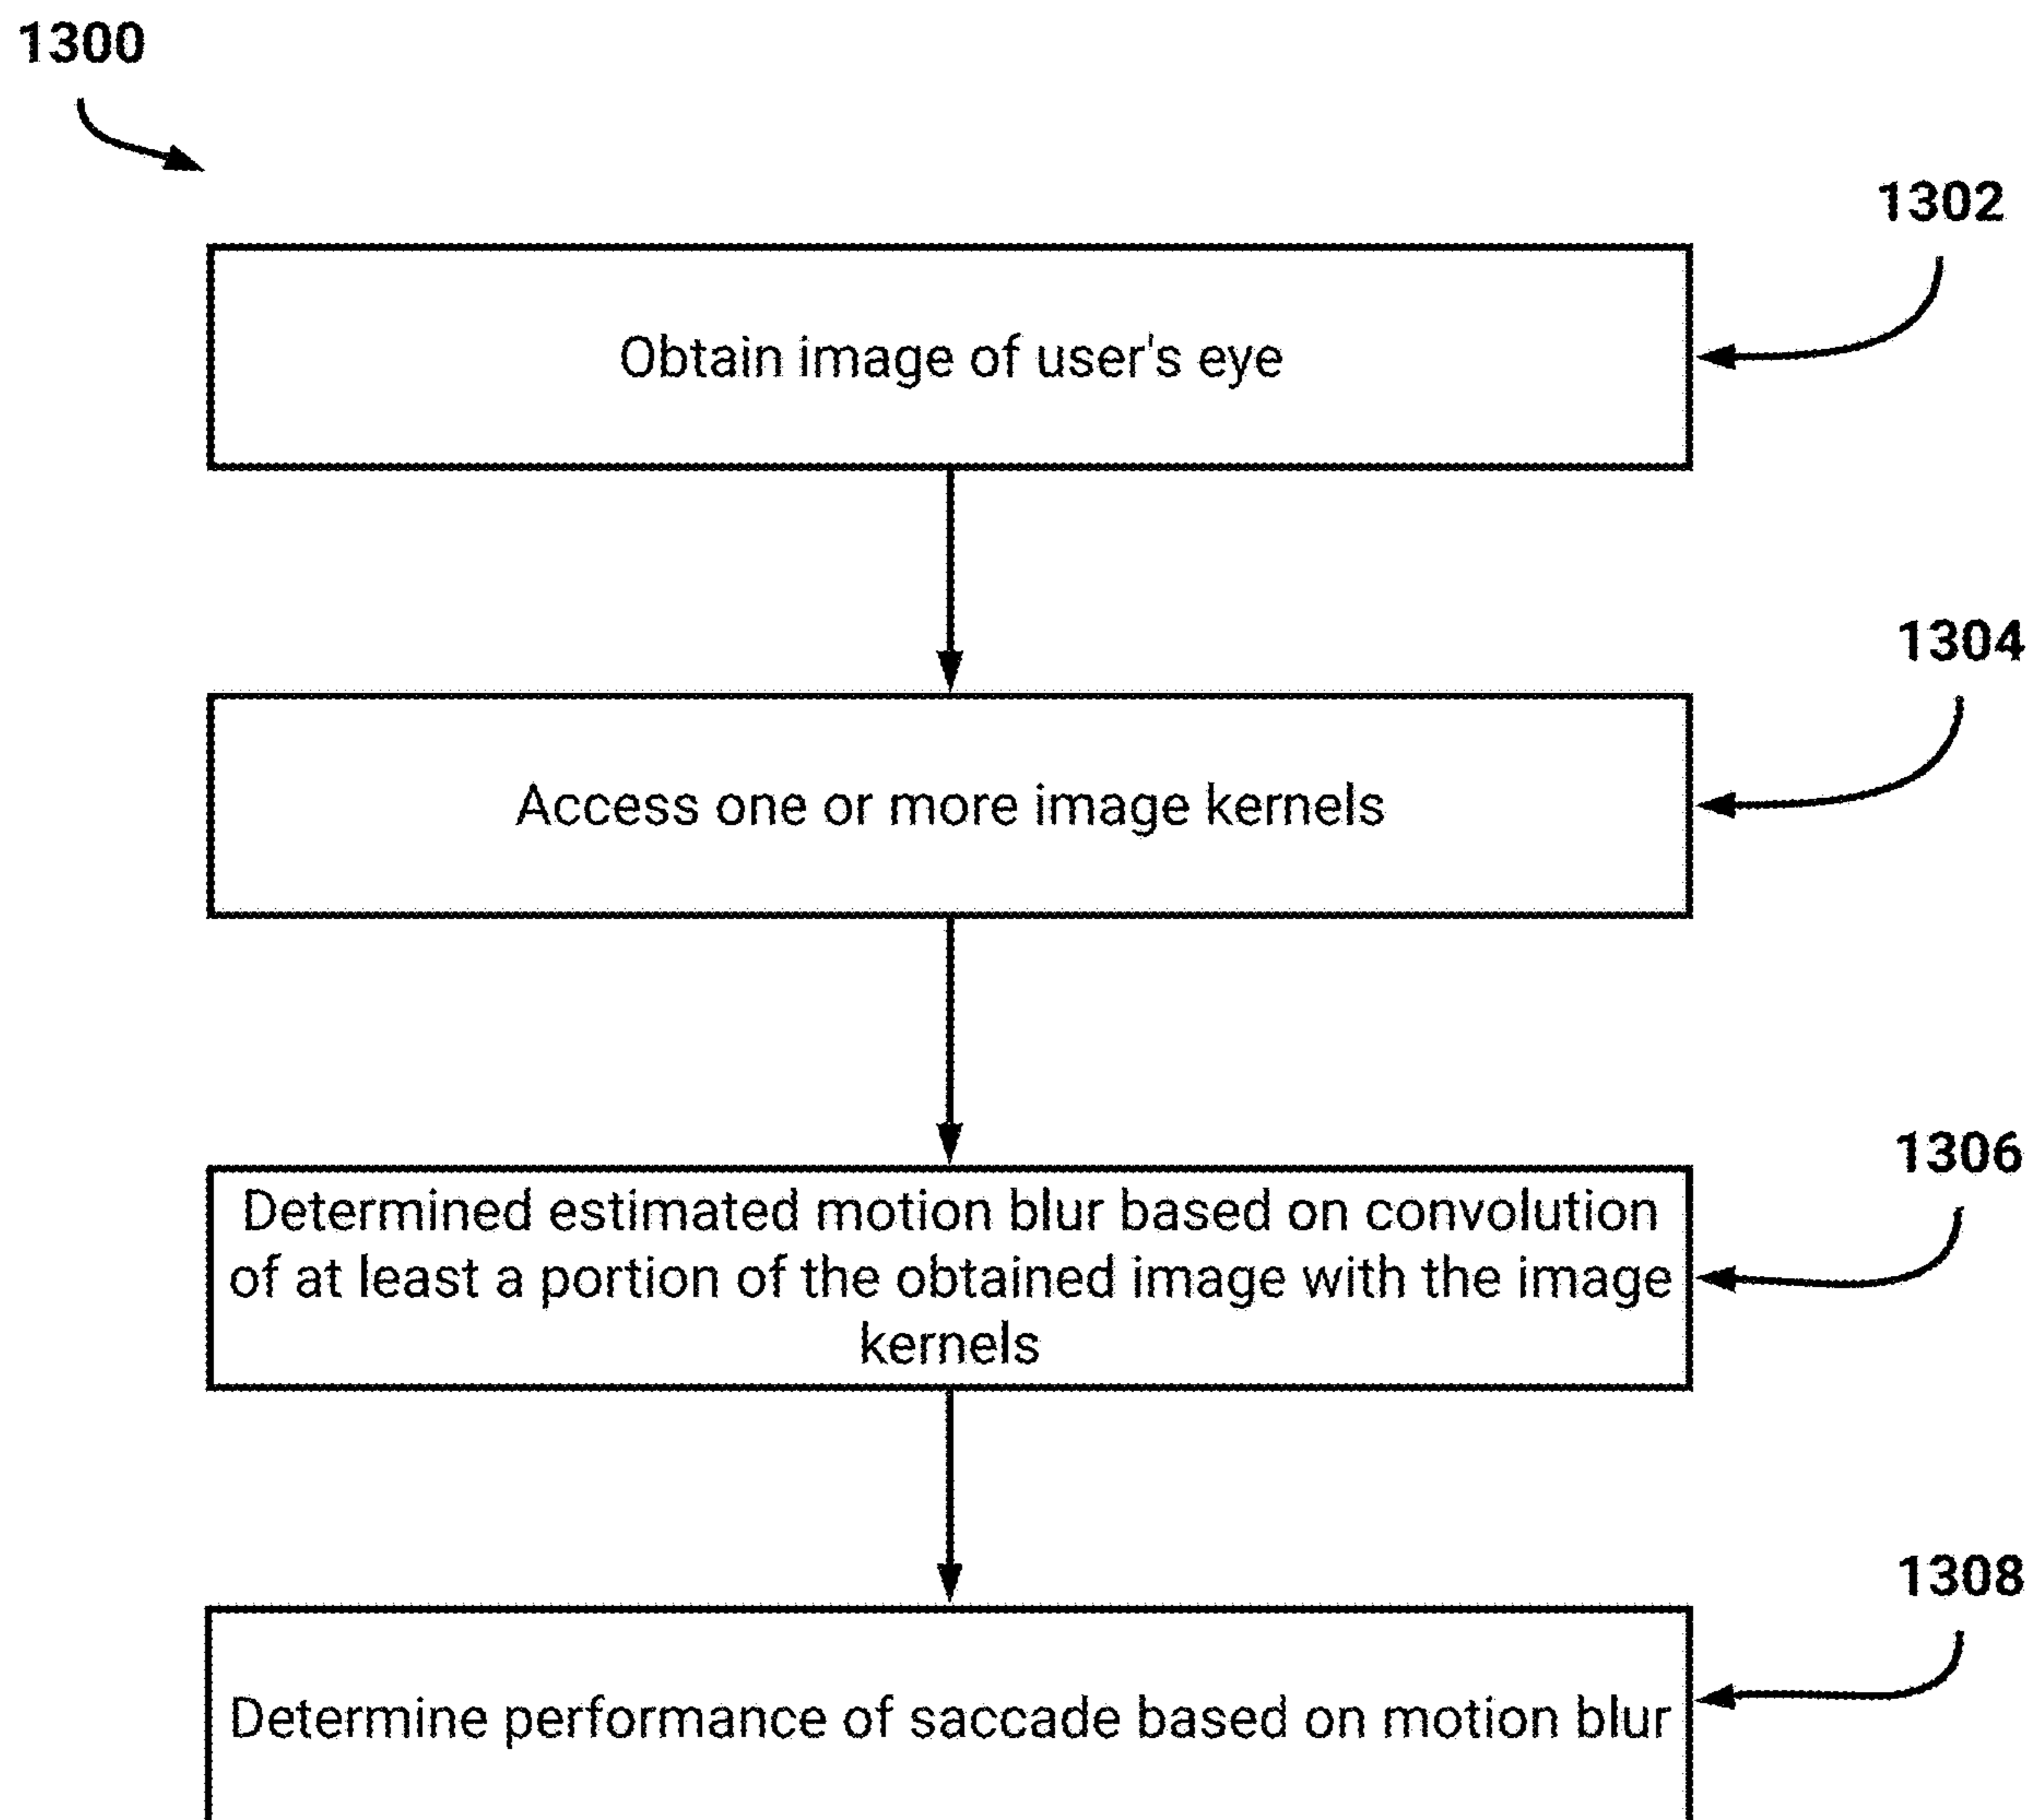 1300
1302
Obtain image of user's eye
1304
Access one or more image kernels
1306
Determined estimated motion blur based on convolution
of at least a portion of the obtained image with the image
kernels
1308
Determine performance of saccade based on motion blur